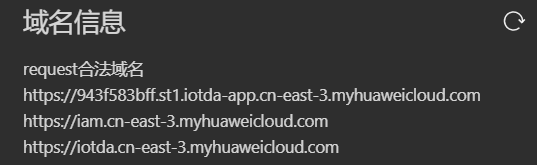 域名信息
request合法域名
https://943f583bff.st1.iotda-app.cn-east-3.myhuaweicloud.com
https://iam.cn-east-3.myhuaweicloud.com
https://iotda.cn-east-3.myhuaweicloud.com